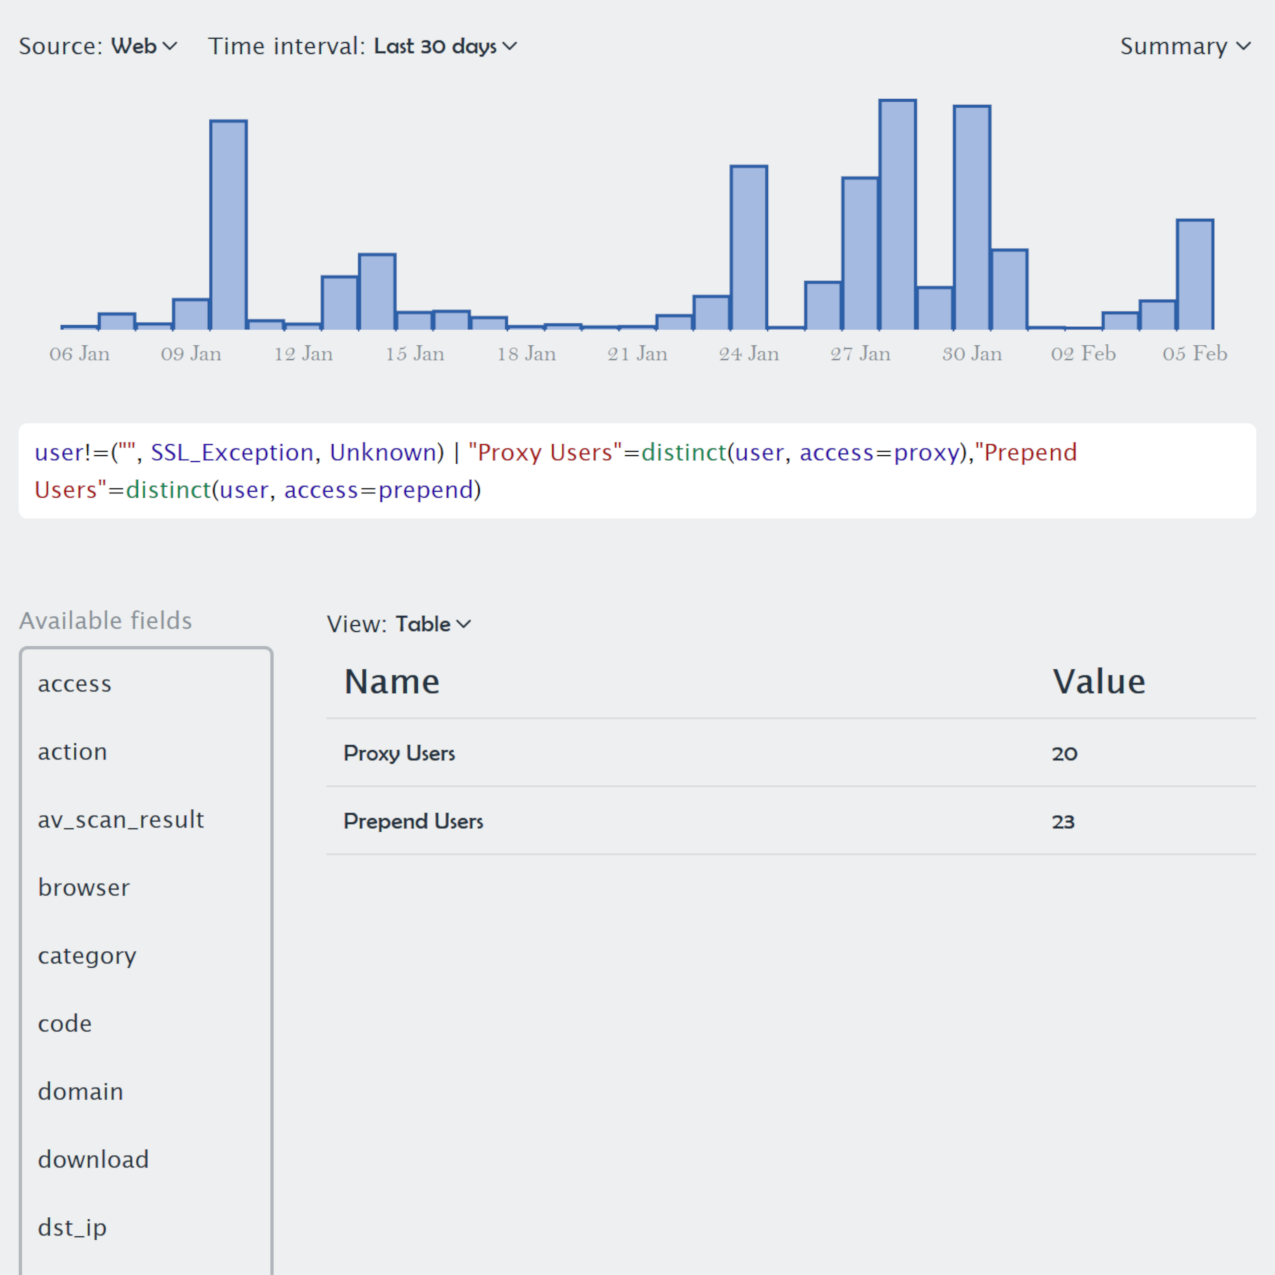 Source: Web Time interval: Last 30 days Summary
06 Jan 09 Jan 12 Jan 15 Jan 18 Jan 21 Jan 24 Jan 27 Jan 30 Jan 02 Feb 05 Feb
user!=("", SSL_Exception, Unknown) | "Proxy Users"=distinct(user, access=proxy),"Prepend
Users"=distinct(user, access=prepend)
Available fields
access
action
av_scan_result
browser
category
code
domain
download
dst_ip
View: Table
Name Value
Proxy Users 20
Prepend Users 23